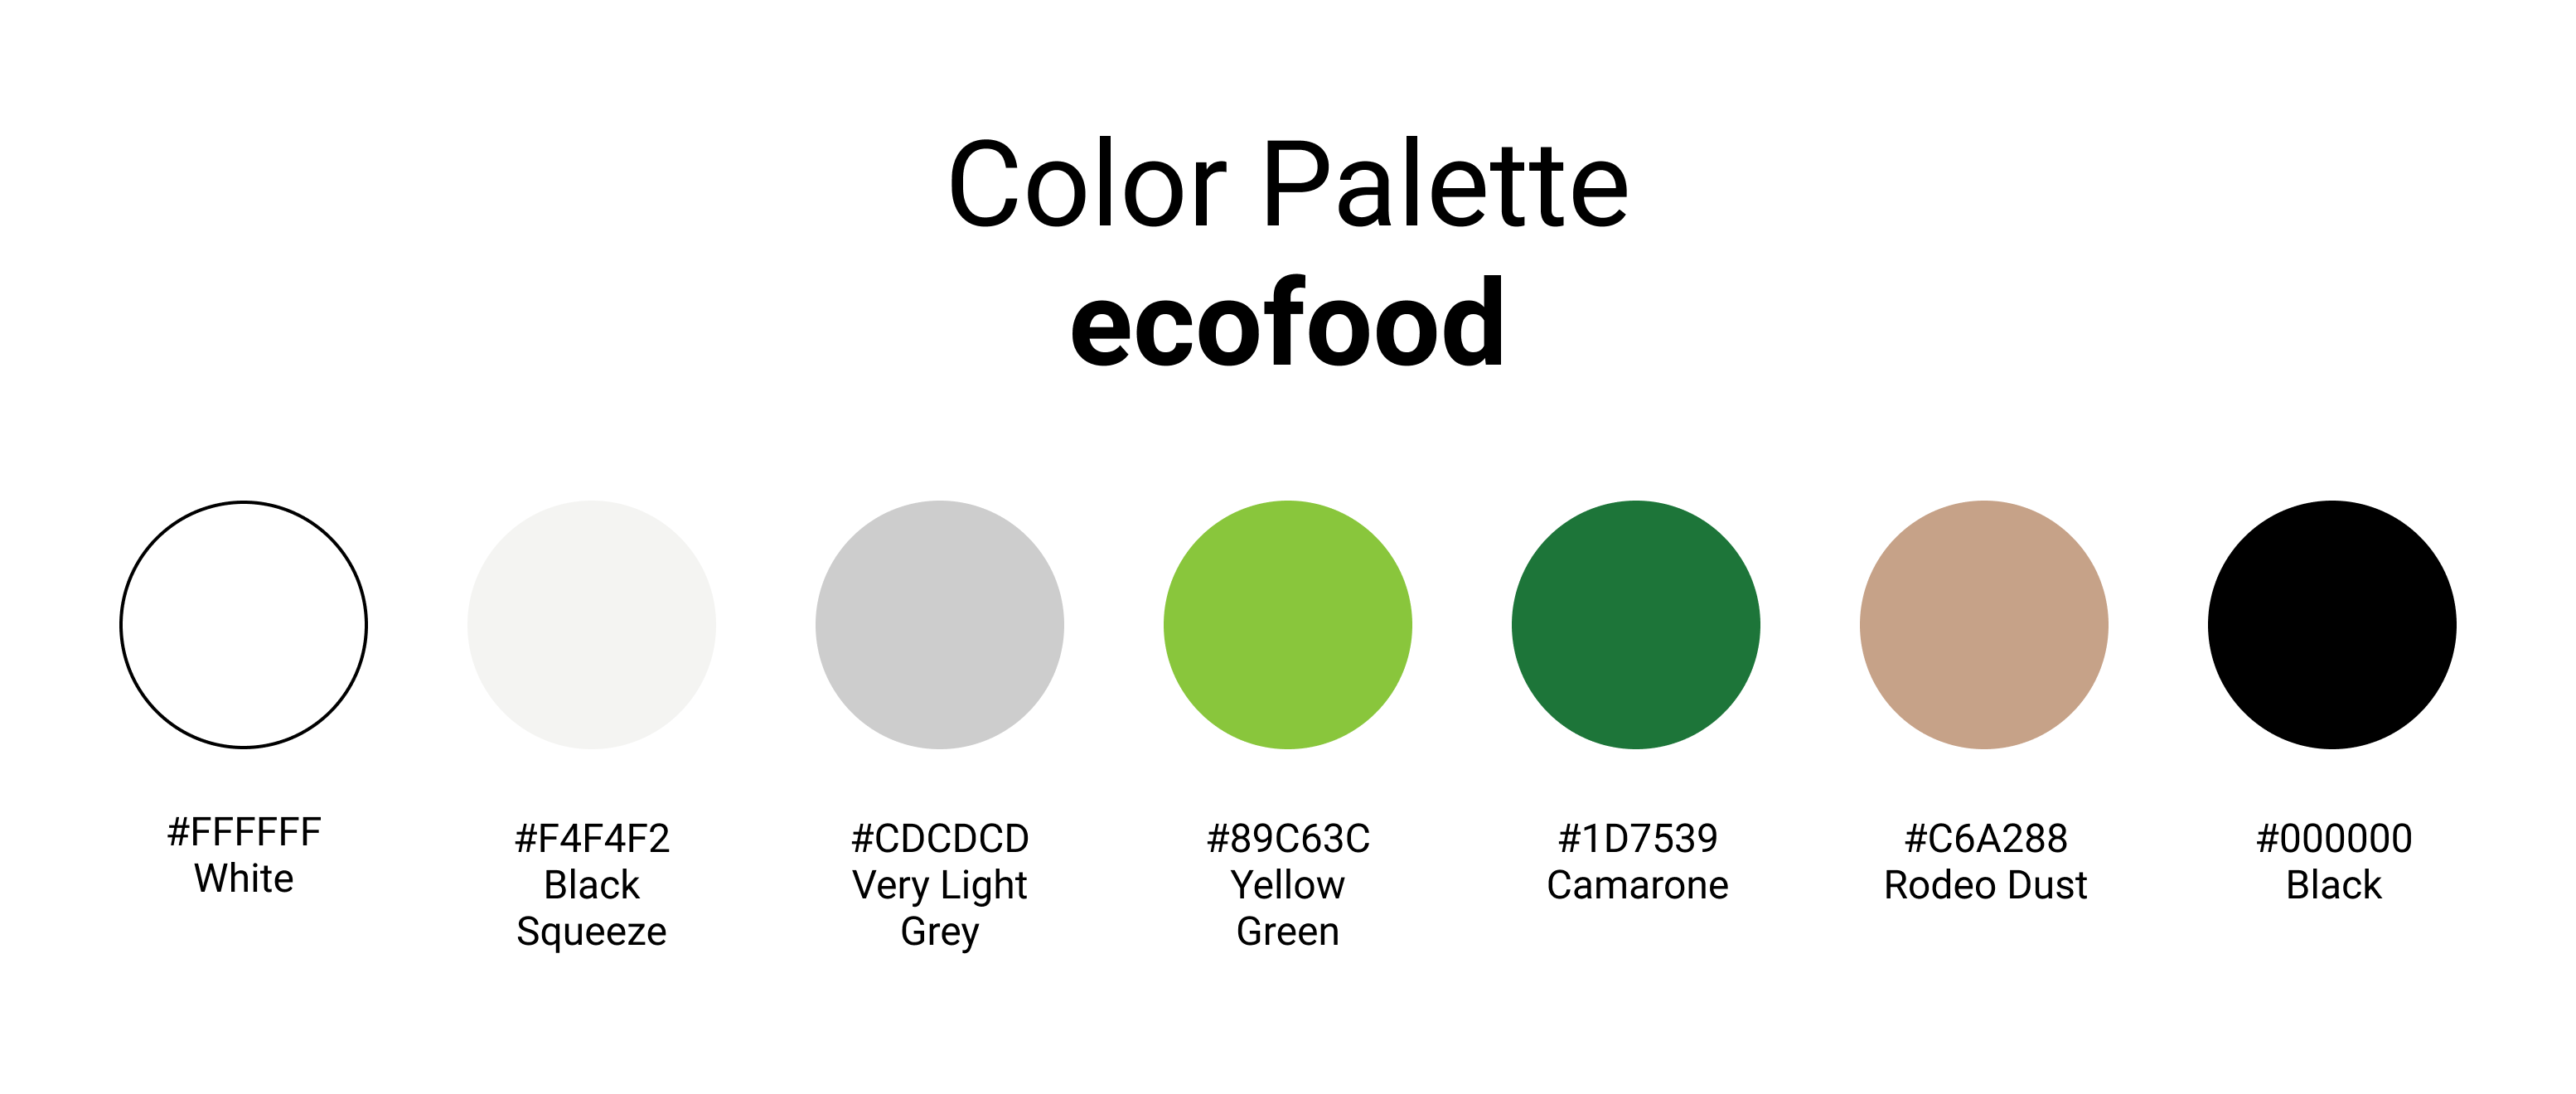 Color Palette
ecofood
#FFFFFF
White
#F4F4F2
Black
Squeeze
#CDCDCD
Very Light
Grey
#89C63C
Yellow
Green
#1D7539
Camarone
#C6A288
Rodeo Dust
#000000
Black